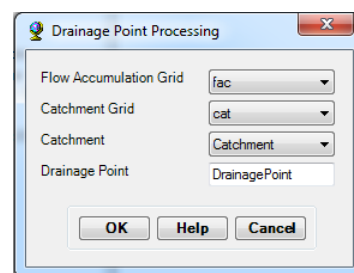 Drainage Point Processing
Flow Accumulation Grid fac
Catchment Grid cat
Catchment Catchment
Drainage Point DrainagePoint
OK Help Cancel